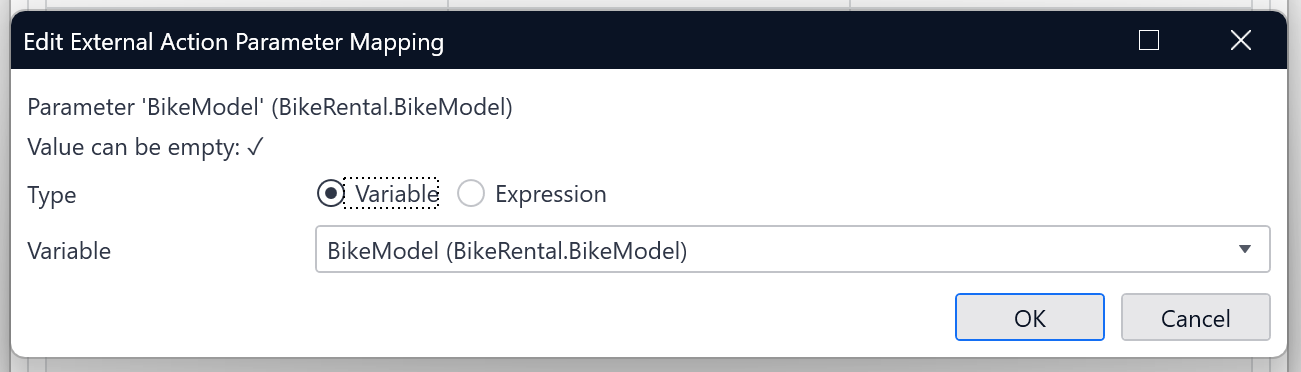 Edit External Action Parameter Mapping
Parameter 'BikeModel' (BikeRental.BikeModel)
Value can be empty: ✓
Type Variable Expression
Variable BikeModel (BikeRental.BikeModel)
OK Cancel